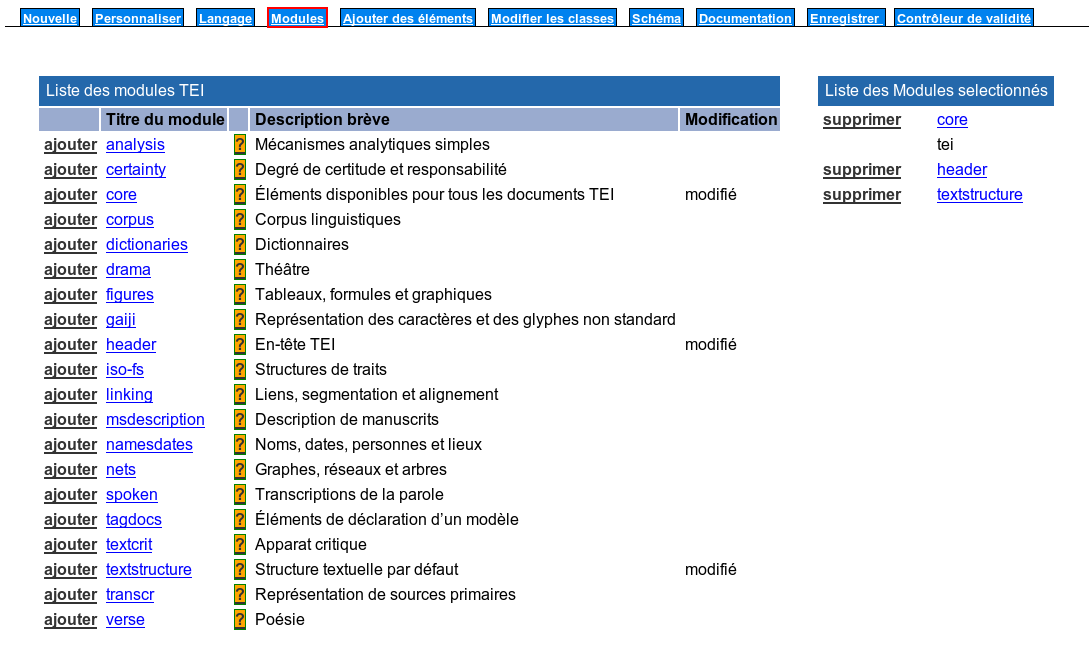 Nouvelle Personnaliser Langage Modules Ajouter des éléments Modifier les classes Schéma Documentation Enregistrer Contrôleur de validité
Liste des modules TEI
Titre du module Description brève Modification
ajouter analysis ? Mécanismes analytiques simples
ajouter certainty ? Degré de certitude et responsabilité
ajouter core ? Éléments disponibles pour tous les documents TEI modifié
ajouter corpus ? Corpus linguistiques
ajouter dictionaries ? Dictionnaires
ajouter drama ? Théâtre
ajouter figures ? Tableaux, formules et graphiques
ajouter gaiji ? Représentation des caractères et des glyphes non standard
ajouter header ? En-tête TEI modifié
ajouter iso-fs ? Structures de traits
ajouter linking ? Liens, segmentation et alignement
ajouter msdescription ? Description de manuscrits
ajouter namesdates ? Noms, dates, personnes et lieux
ajouter nets ? Graphes, réseaux et arbres
ajouter spoken ? Transcriptions de la parole
ajouter tagdocs ? Éléments de déclaration d’un modèle
ajouter textcrit ? Apparat critique
ajouter textstructure ? Structure textuelle par défaut modifié
ajouter transcr ? Représentation de sources primaires
ajouter verse ? Poésie
Liste des Modules selectionnés
supprimer core
tei
supprimer header
supprimer textstructure